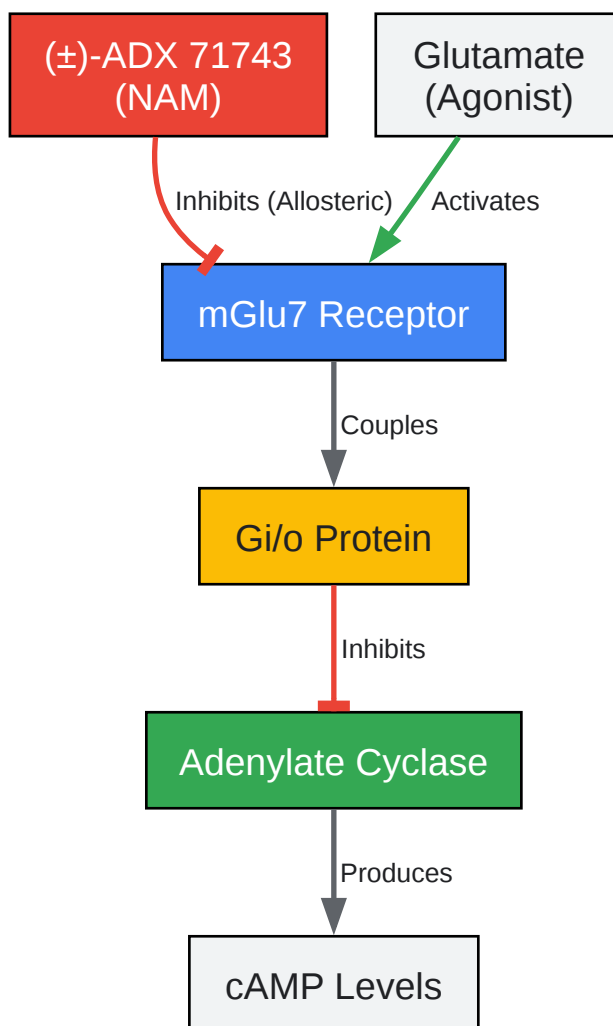 (±)-ADX 71743
(NAM)
Glutamate
(Agonist)
Inhibits (Allosteric)
Activates
mGlu7 Receptor
Couples
Gi/o Protein
Inhibits
Adenylate Cyclase
Produces
cAMP Levels